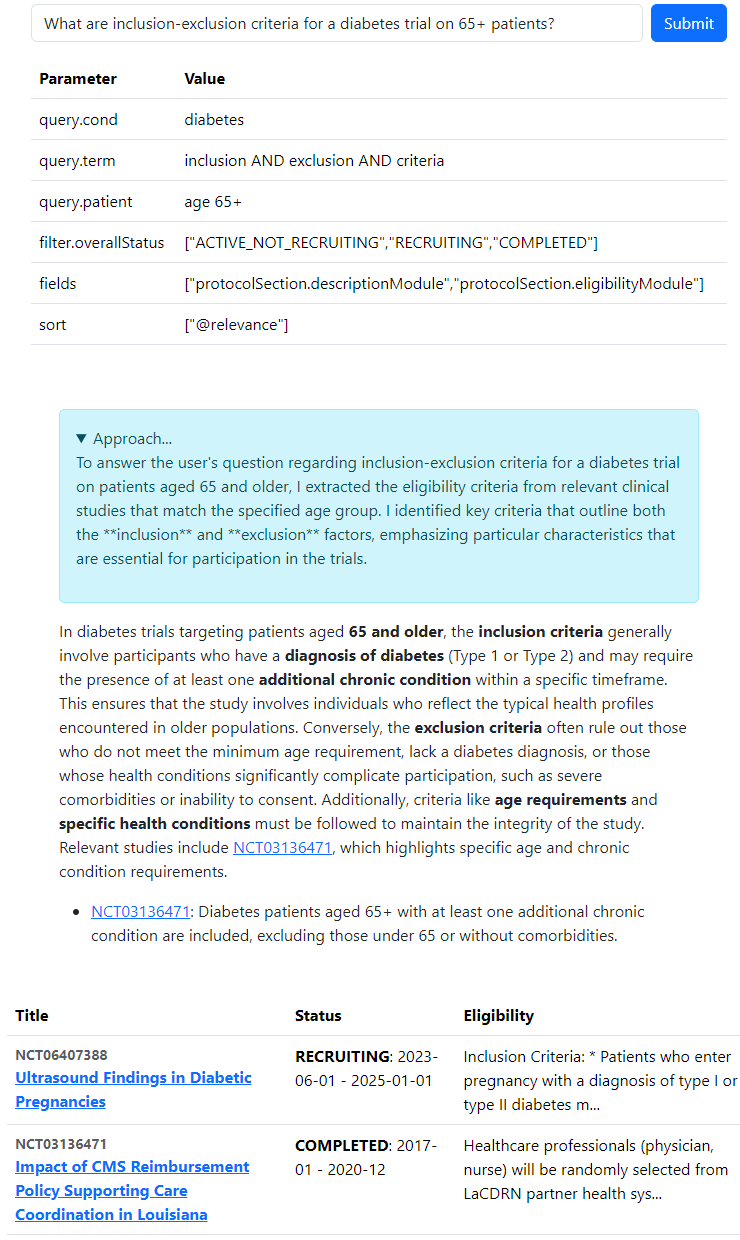 What are inclusion-exclusion criteria for a diabetes trial on 65+ patients?
Submit
Parameter Value
query.cond diabetes
query.term inclusion AND exclusion AND criteria
query.patient age 65+
filter.overallStatus ["ACTIVE_NOT_RECRUITING","RECRUITING","COMPLETED"]
fields ["protocolSection.descriptionModule","protocolSection.eligibilityModule"]
sort ["@relevance"]
▼ Approach...
To answer the user's question regarding inclusion-exclusion criteria for a diabetes trial
on patients aged 65 and older, I extracted the eligibility criteria from relevant clinical
studies that match the specified age group. I identified key criteria that outline both
the **inclusion** and **exclusion** factors, emphasizing particular characteristics that
are essential for participation in the trials.
In diabetes trials targeting patients aged 65 and older, the inclusion criteria generally
involve participants who have a diagnosis of diabetes (Type 1 or Type 2) and may require
the presence of at least one additional chronic condition within a specific timeframe.
This ensures that the study involves individuals who reflect the typical health profiles
encountered in older populations. Conversely, the exclusion criteria often rule out those
who do not meet the minimum age requirement, lack a diabetes diagnosis, or those
whose health conditions significantly complicate participation, such as severe
comorbidities or inability to consent. Additionally, criteria like age requirements and
specific health conditions must be followed to maintain the integrity of the study.
Relevant studies include NCT03136471, which highlights specific age and chronic
condition requirements.
• NCT03136471: Diabetes patients aged 65+ with at least one additional chronic
condition are included, excluding those under 65 or without comorbidities.
Title Status Eligibility
NCT06407388
Ultrasound Findings in Diabetic
Pregnancies
RECRUITING: 2023-
06-01 - 2025-01-01
Inclusion Criteria: * Patients who enter
pregnancy with a diagnosis of type I or
type II diabetes m...
NCT03136471
Impact of CMS Reimbursement
Policy Supporting Care
Coordination in Louisiana
COMPLETED: 2017-
01 - 2020-12
Healthcare professionals (physician,
nurse) will be randomly selected from
LaCDRN partner health sys...